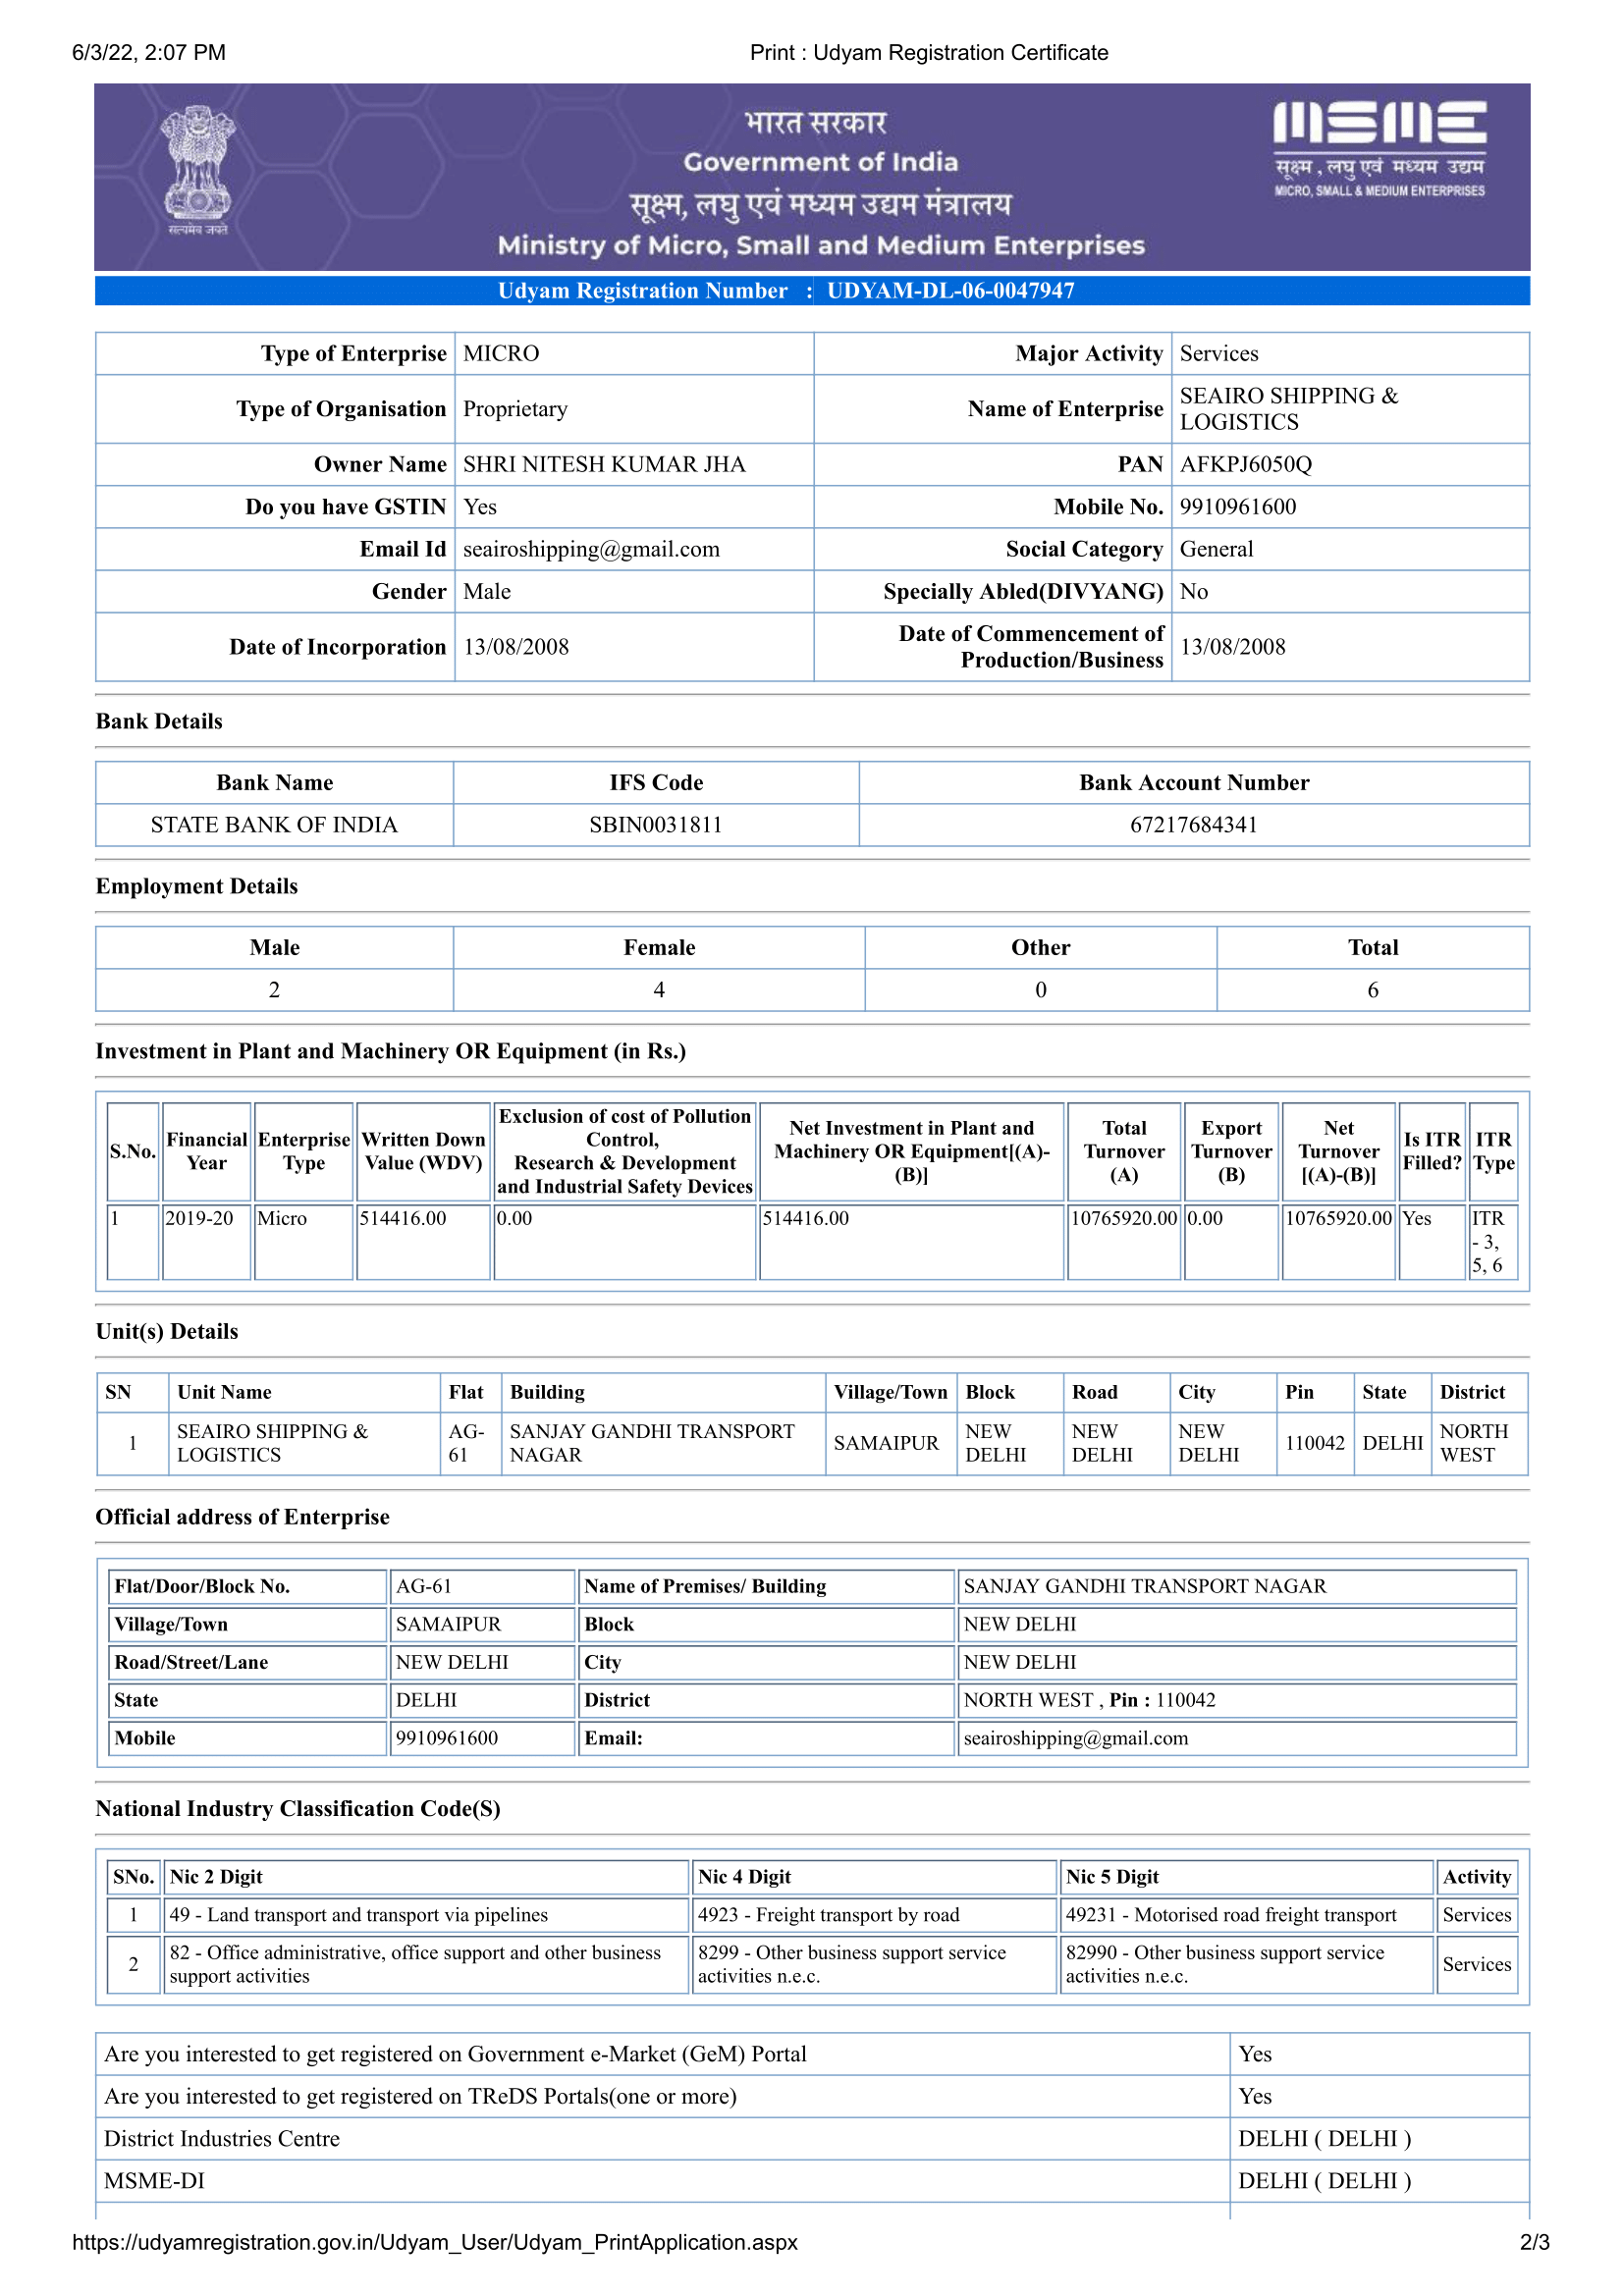 6/3/22, 2:07 PM Print : Udyam Registration Certificate
भारत सरकार
Government of India
सूक्ष्म, लघु एवं मध्यम उद्यम मंत्रालय
Ministry of Micro, Small and Medium Enterprises
सत्यमेव जयते
MSME
सूक्ष्म , लघु एवं मध्यम उद्यम
MICRO, SMALL & MEDIUM ENTERPRISES
Udyam Registration Number : UDYAM-DL-06-0047947
Type of Enterprise MICRO Major Activity Services
Type of Organisation Proprietary Name of Enterprise SEAIRO SHIPPING &
LOGISTICS
Owner Name SHRI NITESH KUMAR JHA PAN AFKPJ6050Q
Do you have GSTIN Yes Mobile No. 9910961600
Email Id seairoshipping@gmail.com Social Category General
Gender Male Specially Abled(DIVYANG) No
Date of Incorporation 13/08/2008 Date of Commencement of
Production/Business 13/08/2008
Bank Details
Bank Name IFS Code Bank Account Number
STATE BANK OF INDIA SBIN0031811 67217684341
Employment Details
Male Female Other Total
2 4 0 6
Investment in Plant and Machinery OR Equipment (in Rs.)
S.No. Financial
Year Enterprise
Type Written Down
Value (WDV) Exclusion of cost of Pollution
Control,
Research & Development
and Industrial Safety Devices Net Investment in Plant and
Machinery OR Equipment[(A)-
(B)] Total
Turnover
(A) Export
Turnover
(B) Net
Turnover
[(A)-(B)] Is ITR
Filled? ITR
Type
1 2019-20 Micro 514416.00 0.00 514416.00 10765920.00 0.00 10765920.00 Yes ITR
- 3,
5, 6
Unit(s) Details
SN Unit Name Flat Building Village/Town Block Road City Pin State District
1 SEAIRO SHIPPING &
LOGISTICS AG-
61 SANJAY GANDHI TRANSPORT
NAGAR SAMAIPUR NEW
DELHI NEW
DELHI NEW
DELHI 110042 DELHI NORTH
WEST
Official address of Enterprise
Flat/Door/Block No. AG-61 Name of Premises/ Building SANJAY GANDHI TRANSPORT NAGAR
Village/Town SAMAIPUR Block NEW DELHI
Road/Street/Lane NEW DELHI City NEW DELHI
State DELHI District NORTH WEST , Pin : 110042
Mobile 9910961600 Email: seairoshipping@gmail.com
National Industry Classification Code(S)
SNo. Nic 2 Digit Nic 4 Digit Nic 5 Digit Activity
1 49 - Land transport and transport via pipelines 4923 - Freight transport by road 49231 - Motorised road freight transport Services
2 82 - Office administrative, office support and other business
support activities 8299 - Other business support service
activities n.e.c. 82990 - Other business support service
activities n.e.c. Services
Are you interested to get registered on Government e-Market (GeM) Portal Yes
Are you interested to get registered on TReDS Portals(one or more) Yes
District Industries Centre DELHI ( DELHI )
MSME-DI DELHI ( DELHI )
https://udyamregistration.gov.in/Udyam_User/Udyam_PrintApplication.aspx 2/3